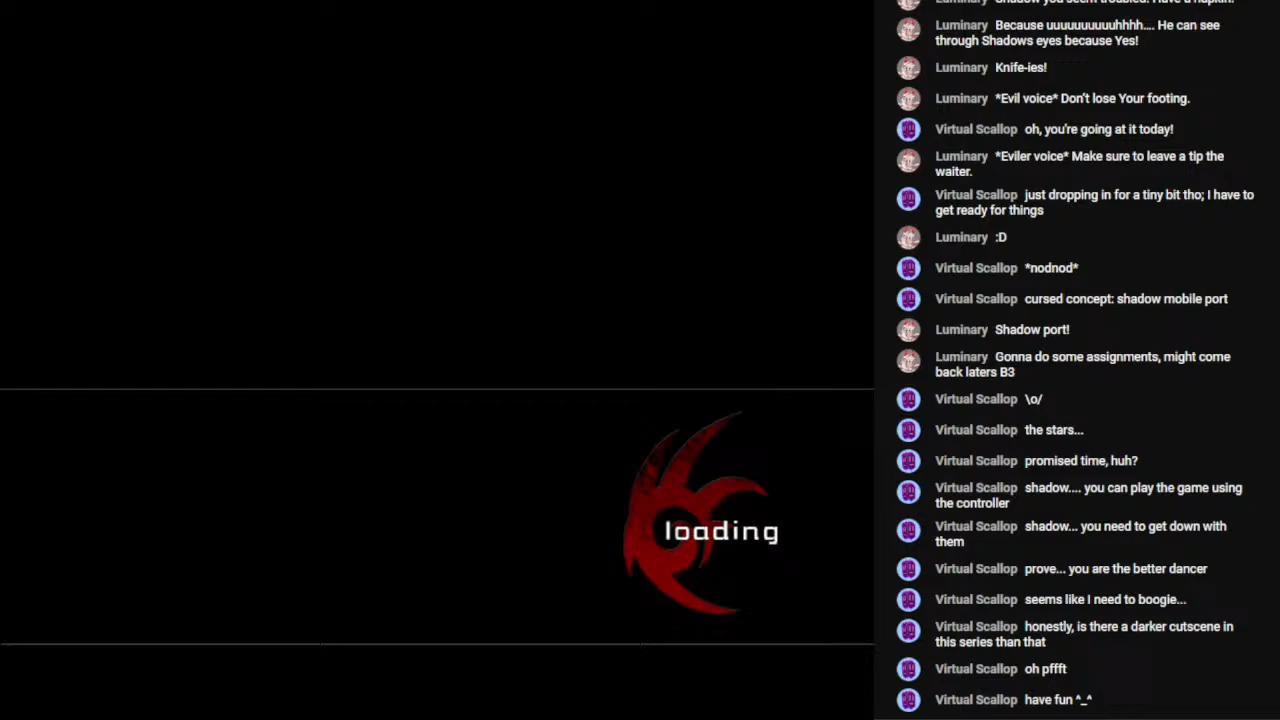 Luminary Shadow you seem troubled. Have a napkin.
Luminary Because uuuuuuuuuuhhhh.... He can see
through Shadows eyes because Yes!
Luminary Knife-ies!
Luminary *Evil voice* Don't lose Your footing.
Virtual Scallop oh, you're going at it today!
Luminary *Eviler voice* Make sure to leave a tip the
waiter.
Virtual Scallop just dropping in for a tiny bit tho; I have to
get ready for things
Luminary :D
Virtual Scallop *nodnod*
Virtual Scallop cursed concept: shadow mobile port
Luminary Shadow port!
Luminary Gonna do some assignments, might come
back laters B3
Virtual Scallop \o/
Virtual Scallop the stars...
Virtual Scallop promised time, huh?
Virtual Scallop shadow.... you can play the game using
the controller
Virtual Scallop shadow... you need to get down with
them
Virtual Scallop prove... you are the better dancer
Virtual Scallop seems like I need to boogie...
Virtual Scallop honestly, is there a darker cutscene in
this series than that
Virtual Scallop oh pffft
Virtual Scallop have fun ^_^
loading